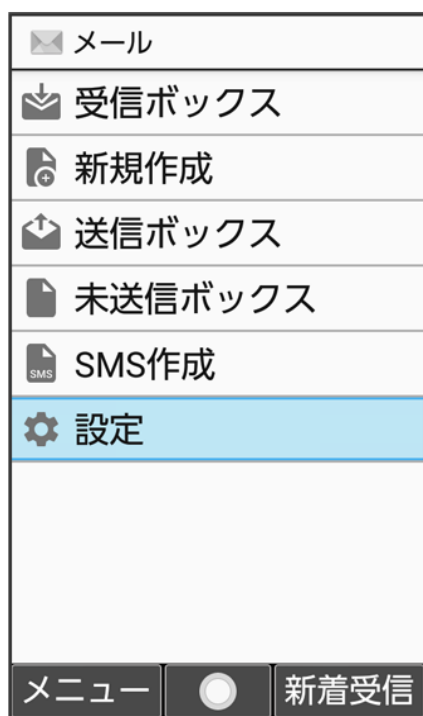 メール
受信ボックス
新規作成
送信ボックス
未送信ボックス
SMS SMS作成
設定
メニュー 新着受信